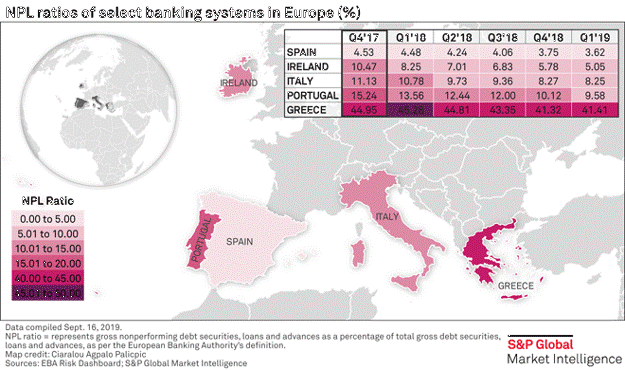 NPL ratios of select banking systems in Europe (%)
Q4'17 Q1'18 Q2'18 Q3'18 Q4'18 Q1'19
SPAIN 4.53 4.48 4.24 4.06 3.75 3.62
IRELAND 10.47 8.25 7.01 6.83 5.78 5.05
ITALY 11.13 10.78 9.73 9.36 8.27 8.25
PORTUGAL 15.24 13.56 12.44 12.00 10.12 9.58
GREECE 44.95 44.81 43.35 41.32 41.41
IRELAND
ITALY
PORTUGAL
SPAIN
GREECE
NPL Ratio
0.00 to 5.00
5.01 to 10.00
10.01 to 15.00
15.01 to 20.00
40.00 to 45.00
Data compiled Sept. 16, 2019.
NPL ratio = represents gross nonperforming debt securities, loans and advances as a percentage of total gross debt securities,
loans and advances, as per the European Banking Authority's definition.
Map credit: Ciaralou Agpalo Palicpic
Sources: EBA Risk Dashboard; S&P Global Market Intelligence
S&P Global
Market Intelligence